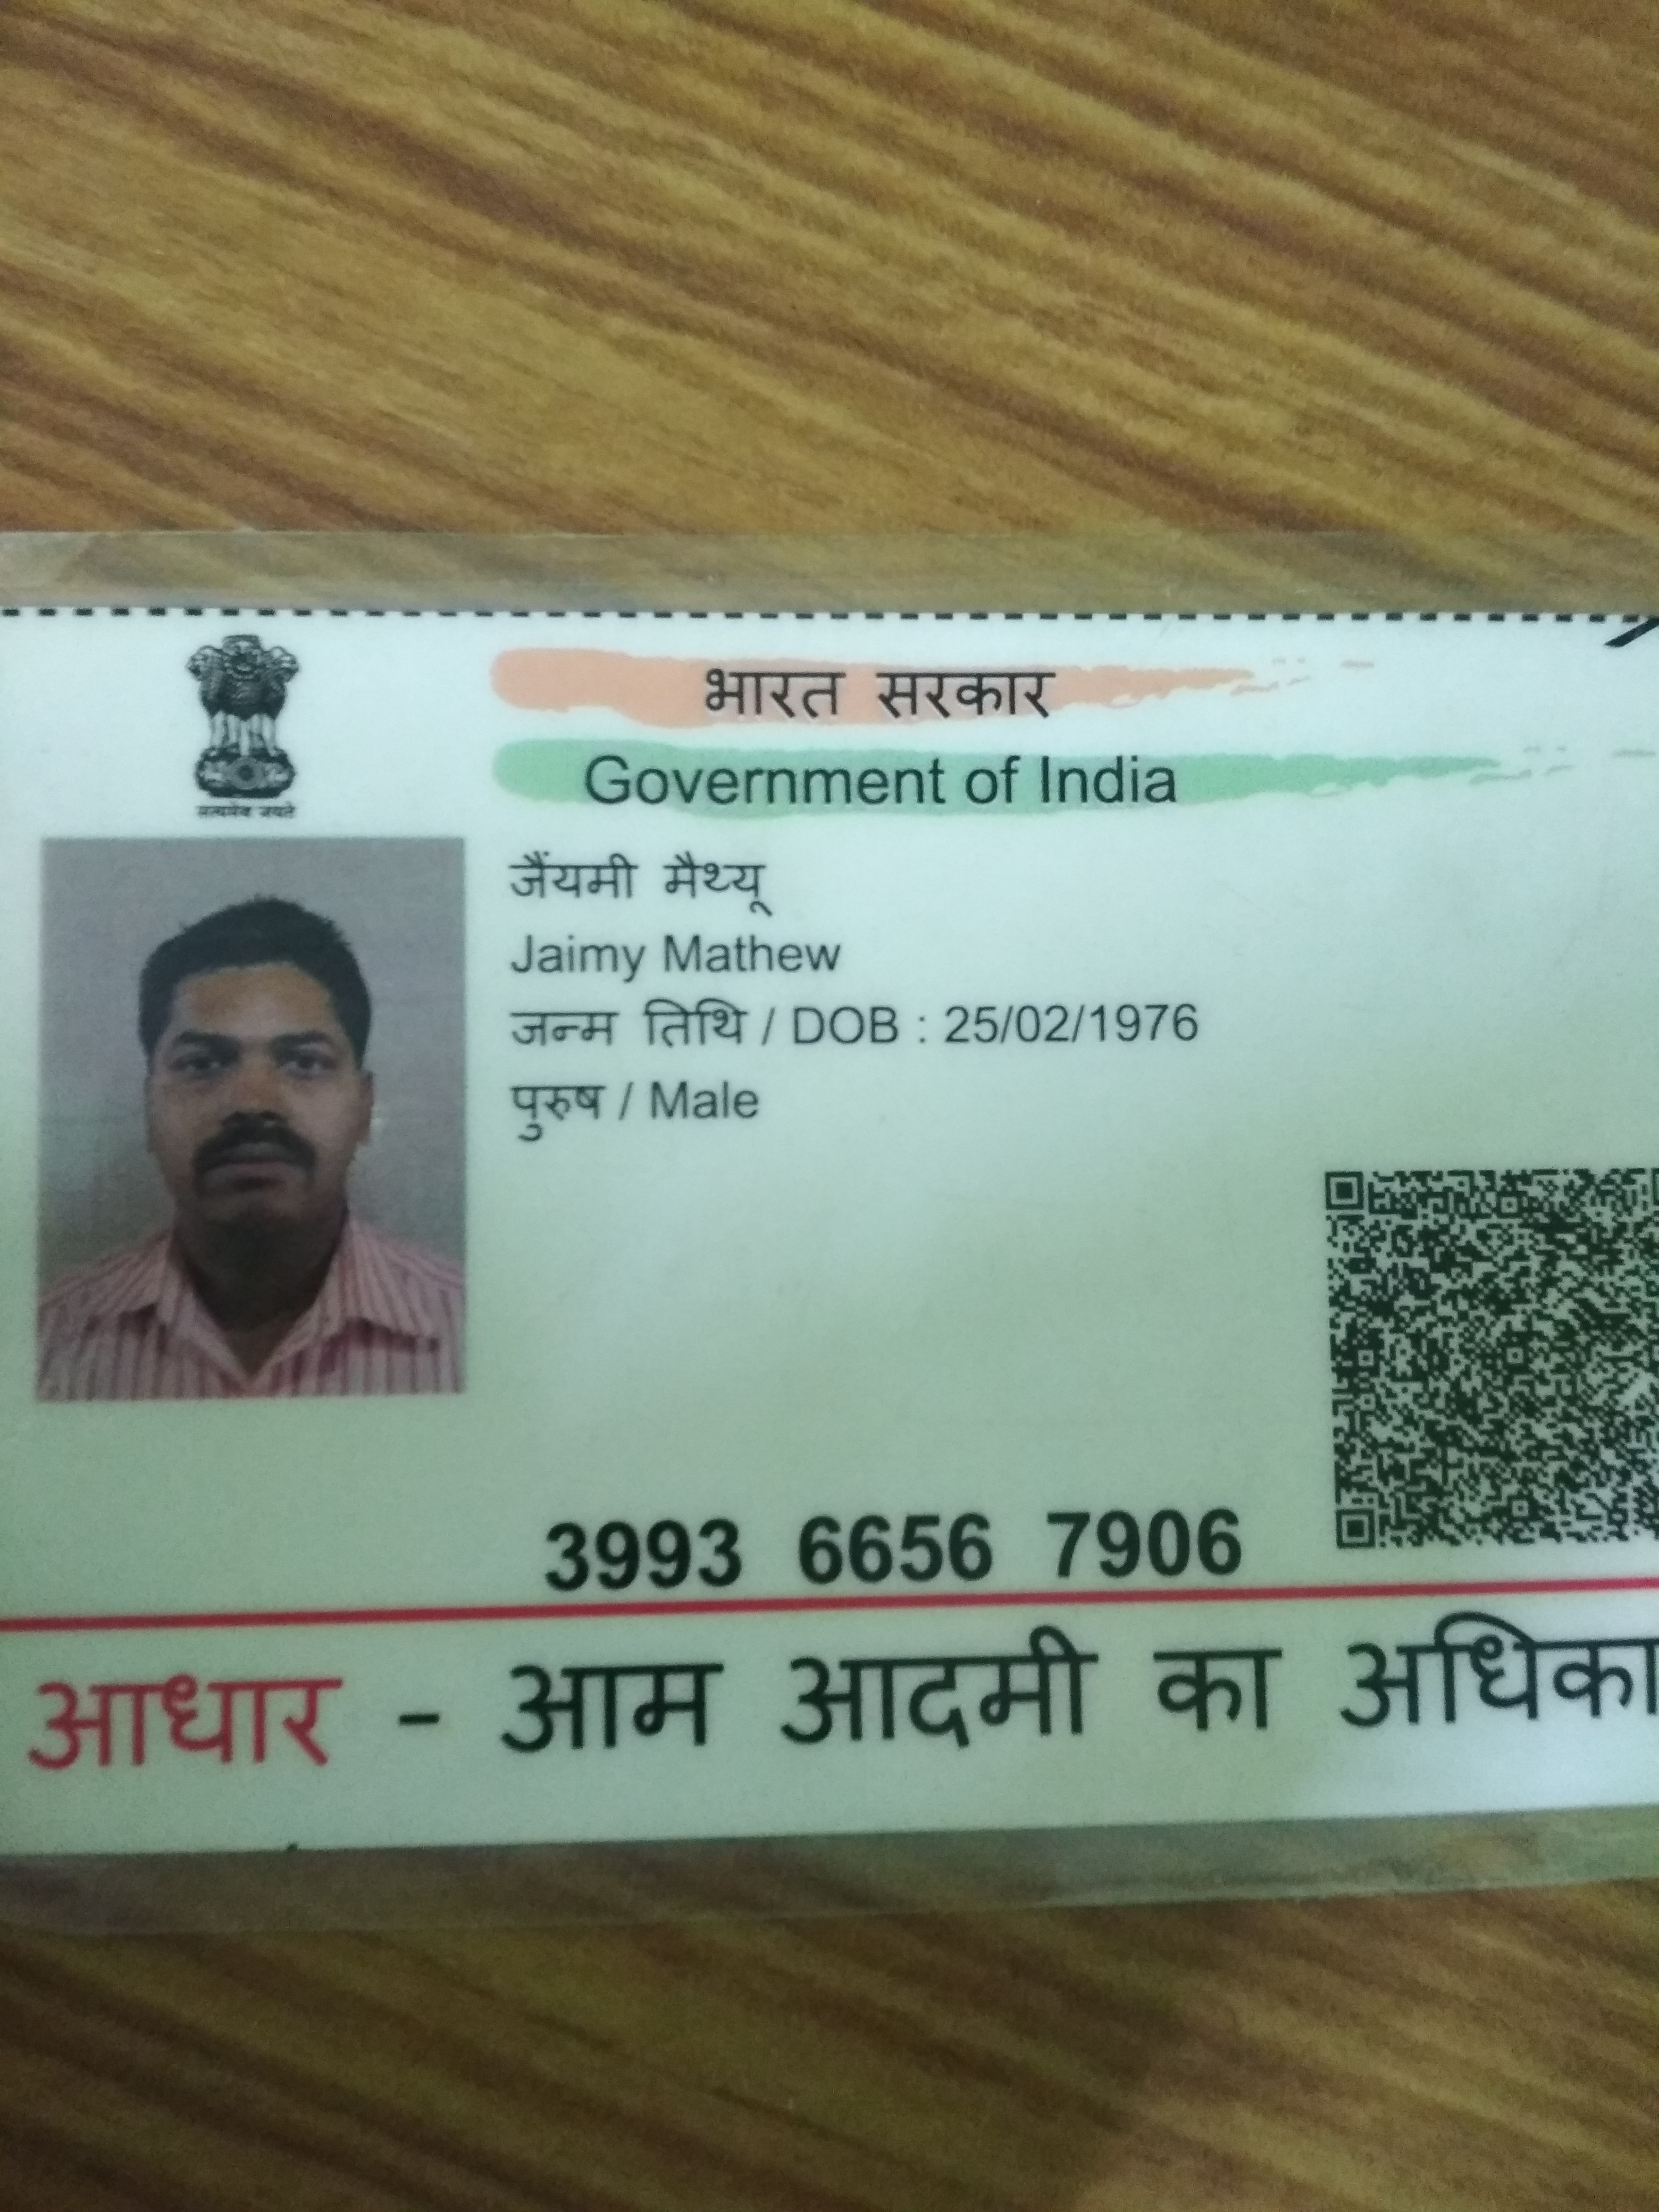 सत्यमेव जयते
भारत सरकार
Government of India
जैंयमी मैथ्यू
Jaimy Mathew
जन्म तिथि / DOB : 25/02/1976
पुरुष / Male
3993 6656 7906
आधार - आम आदमी का अधिका